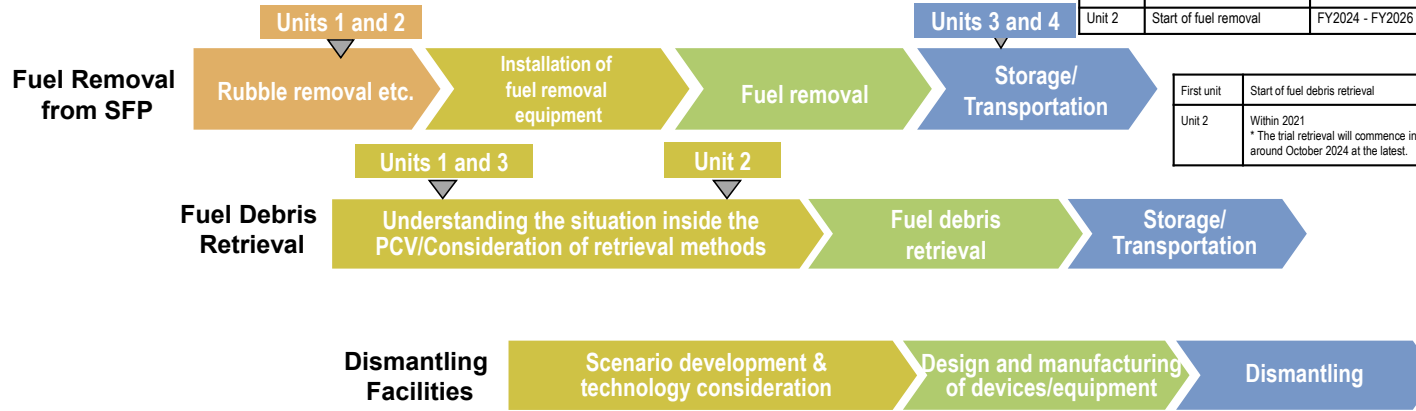 Units 1 and 2
Units 3 and 4
Unit 2 Start of fuel removal FY2024 - FY2026
Fuel Removal
from SFP
Rubble removal etc.
Installation of
fuel removal
equipment
Fuel removal
Storage/
Transportation
First unit Start of fuel debris retrieval
Unit 2 Within 2021
* The trial retrieval will commence in
around October 2024 at the latest.
Units 1 and 3
Unit 2
Fuel Debris
Retrieval
Understanding the situation inside the
PCV/Consideration of retrieval methods
Fuel debris
retrieval
Storage/
Transportation
Dismantling
Facilities
Scenario development &
technology consideration
Design and manufacturing
of devices/equipment
Dismantling